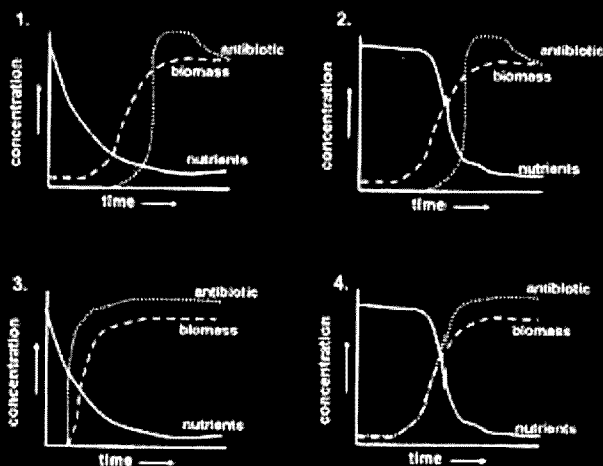 1.
concentration
antibiotic
biomass
nutrients
time
2.
concentration
antibiotic
biomass
nutrients
time
3.
concentration
antibiotic
biomass
nutrients
time
4.
concentration
antibiotic
biomass
nutrients
time